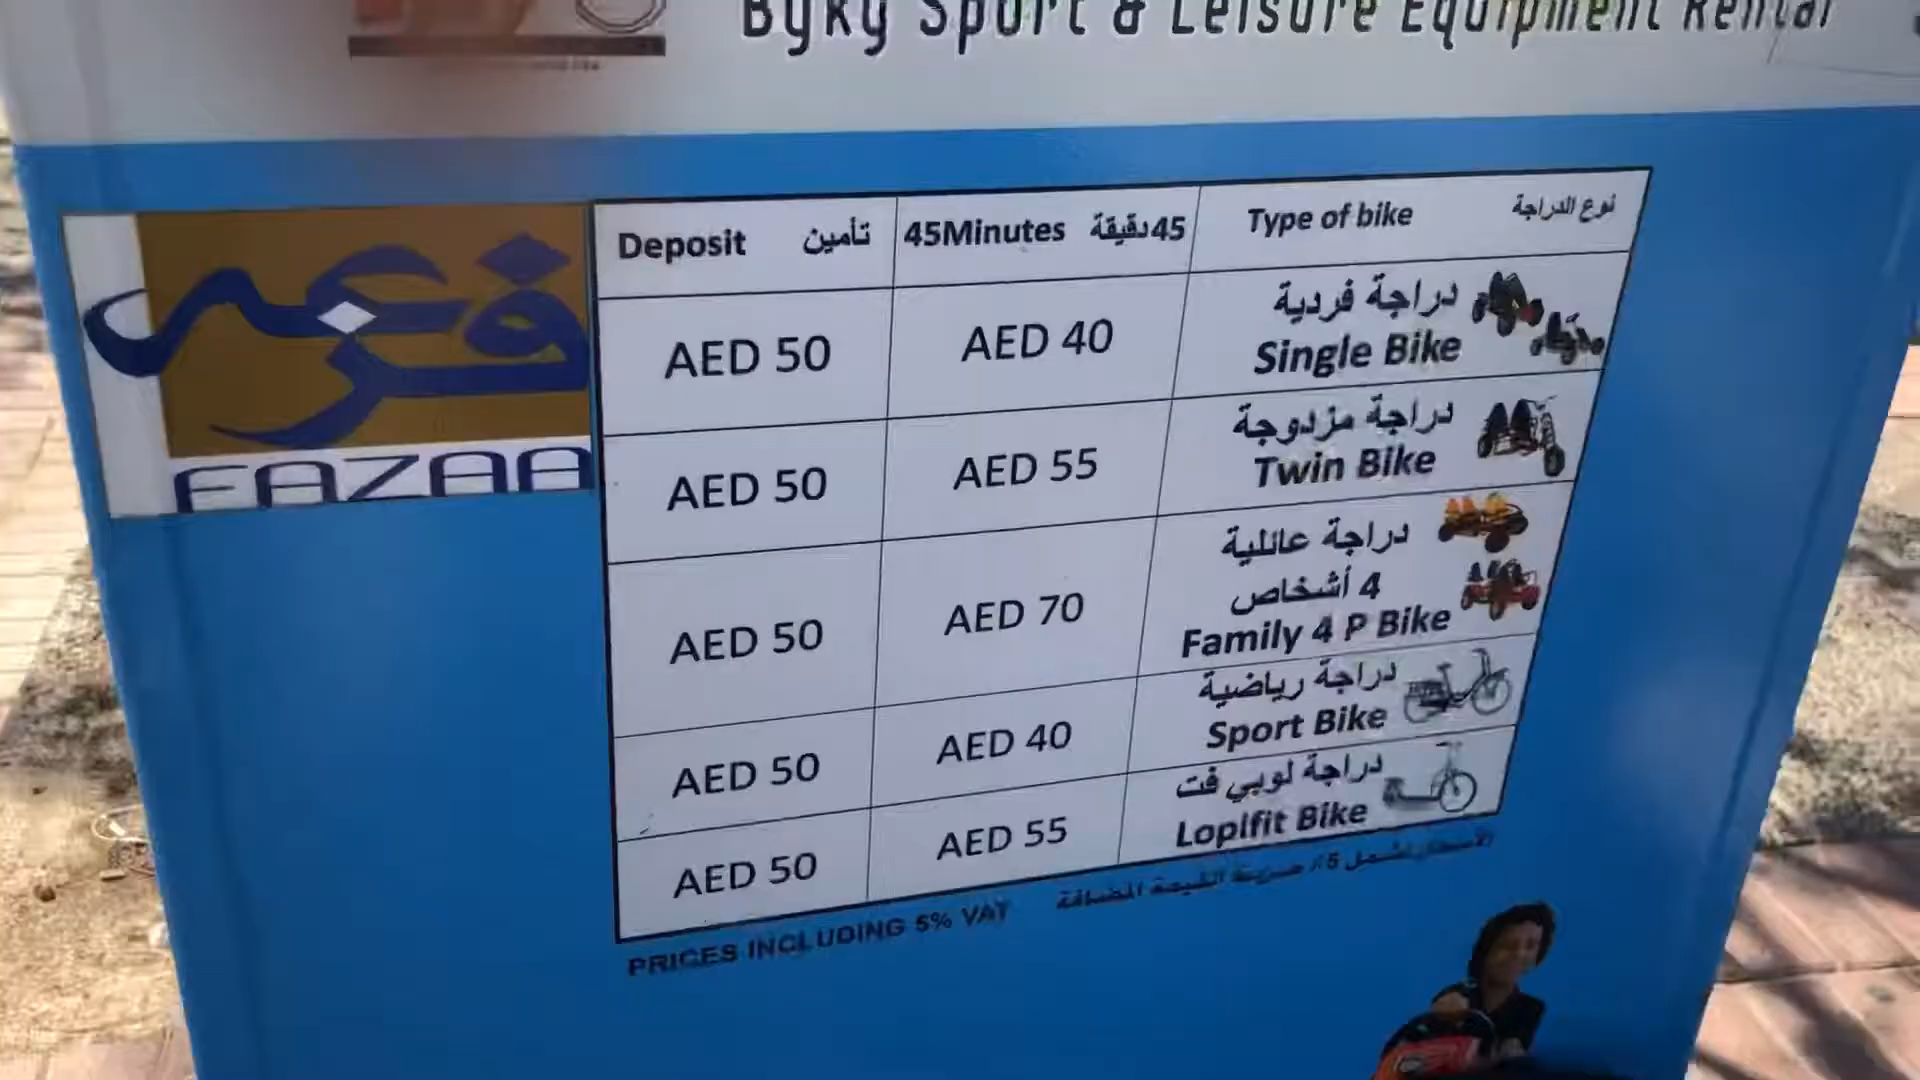 Byky Sport & Leisure Equipment Rental
فزعة
FAZAA
Deposit تأمين 45Minutes 45دقيقة Type of bike نوع الدراجة
دراجة فردية
AED 50 AED 40 Single Bike
دراجة مزدوجة
AED 50 AED 55 Twin Bike
دراجة عائلية
4 أشخاص
AED 50 AED 70 Family 4 P Bike
دراجة رياضية
AED 50 AED 40 Sport Bike
دراجة لوبي فت
AED 50 AED 55 Loplfit Bike
PRICES INCLUDING 5% VAT الأسعار تشمل 5٪ ضريبة القيمة المضافة